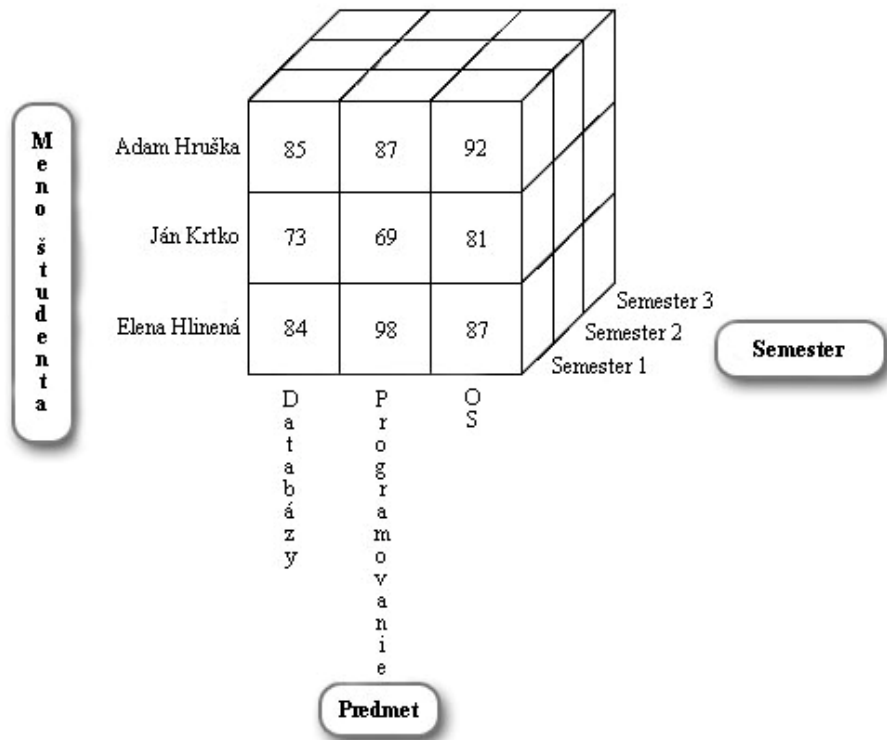 Meno študenta
Adam Hruška 85 87 92
Ján Krtko 73 69 81
Elena Hlinená 84 98 87
Semester 3
Semester 2
Semester 1
Semester
Databázy
Programovanie
OS
Predmet